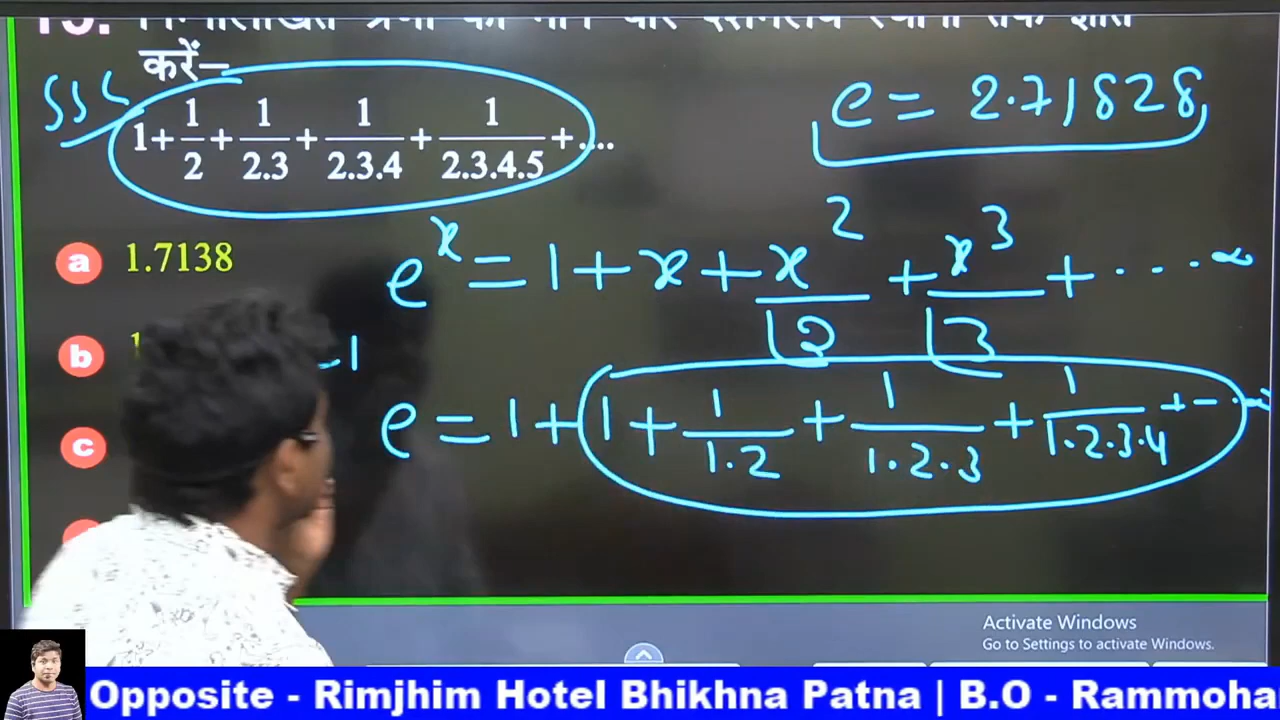 करें–
SSC
1+ 1/2 + 1/2.3 + 1/2.3.4 + 1/2.3.4.5 +....
e = 2.71828
a 1.7138
e^x = 1 + x + x^2/⌊2 + x^3/⌊3 + ....∞
b
-1
c
e = 1 + 1 + 1/1.2 + 1/1.2.3 + 1/1.2.3.4 + -..∞
Activate Windows
Go to Settings to activate Windows.
Opposite - Rimjhim Hotel Bhikhna Patna | B.O - Rammoha